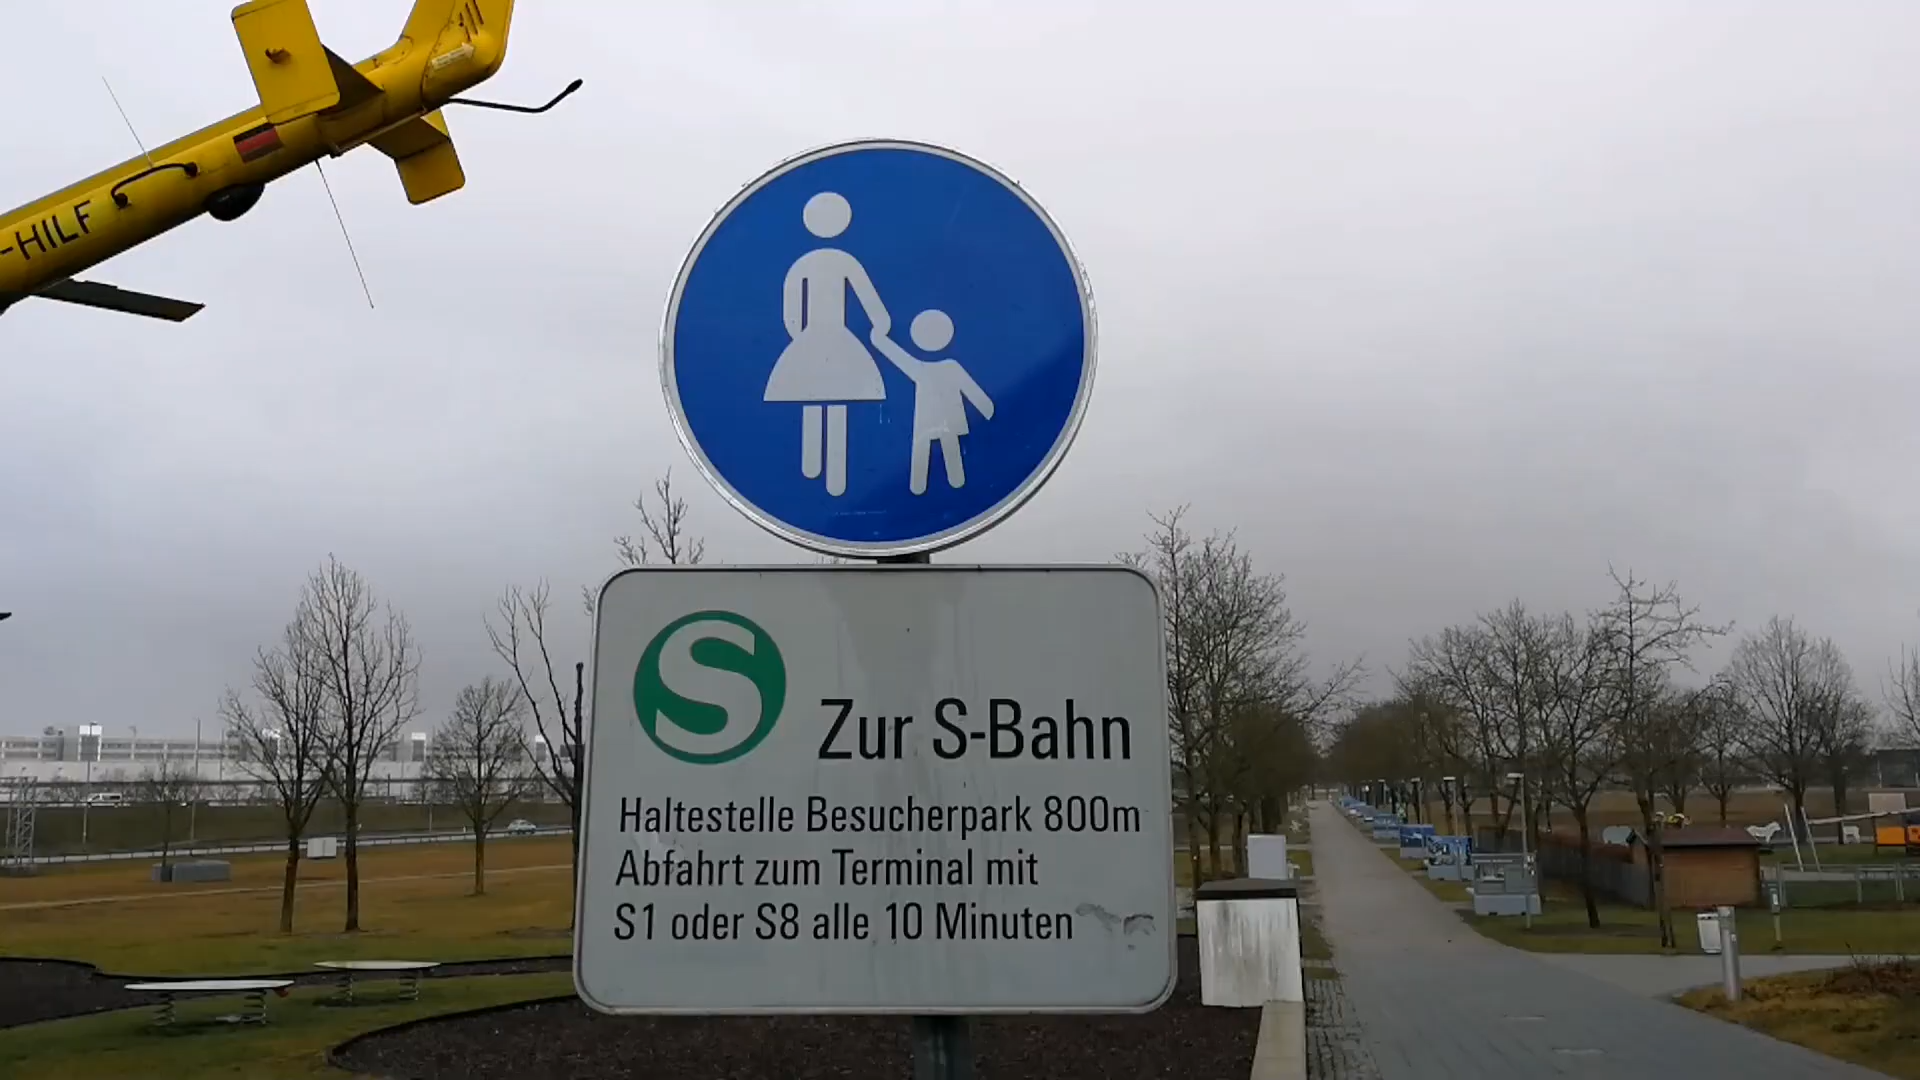 -HILF
S
Zur S-Bahn
Haltestelle Besucherpark 800m
Abfahrt zum Terminal mit
S1 oder S8 alle 10 Minuten